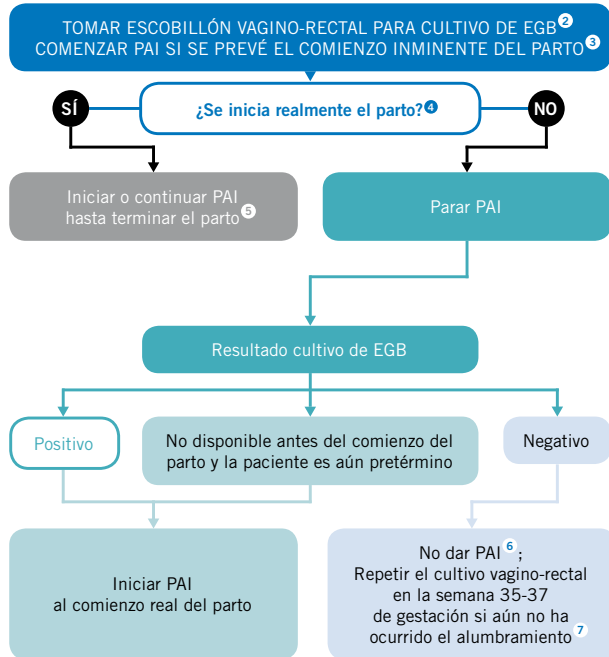 TOMAR ESCOBILLÓN VAGINO-RECTAL PARA CULTIVO DE EGB 2
COMENZAR PAI SI SE PREVÉ EL COMIENZO INMINENTE DEL PARTO 3
SÍ
¿Se inicia realmente el parto? 4
NO
Iniciar o continuar PAI
hasta terminar el parto 5
Parar PAI
Resultado cultivo de EGB
Positivo
No disponible antes del comienzo del
parto y la paciente es aún pretérmino
Negativo
Iniciar PAI
al comienzo real del parto
No dar PAI 6 ;
Repetir el cultivo vagino-rectal
en la semana 35-37
de gestación si aún no ha
ocurrido el alumbramiento 7